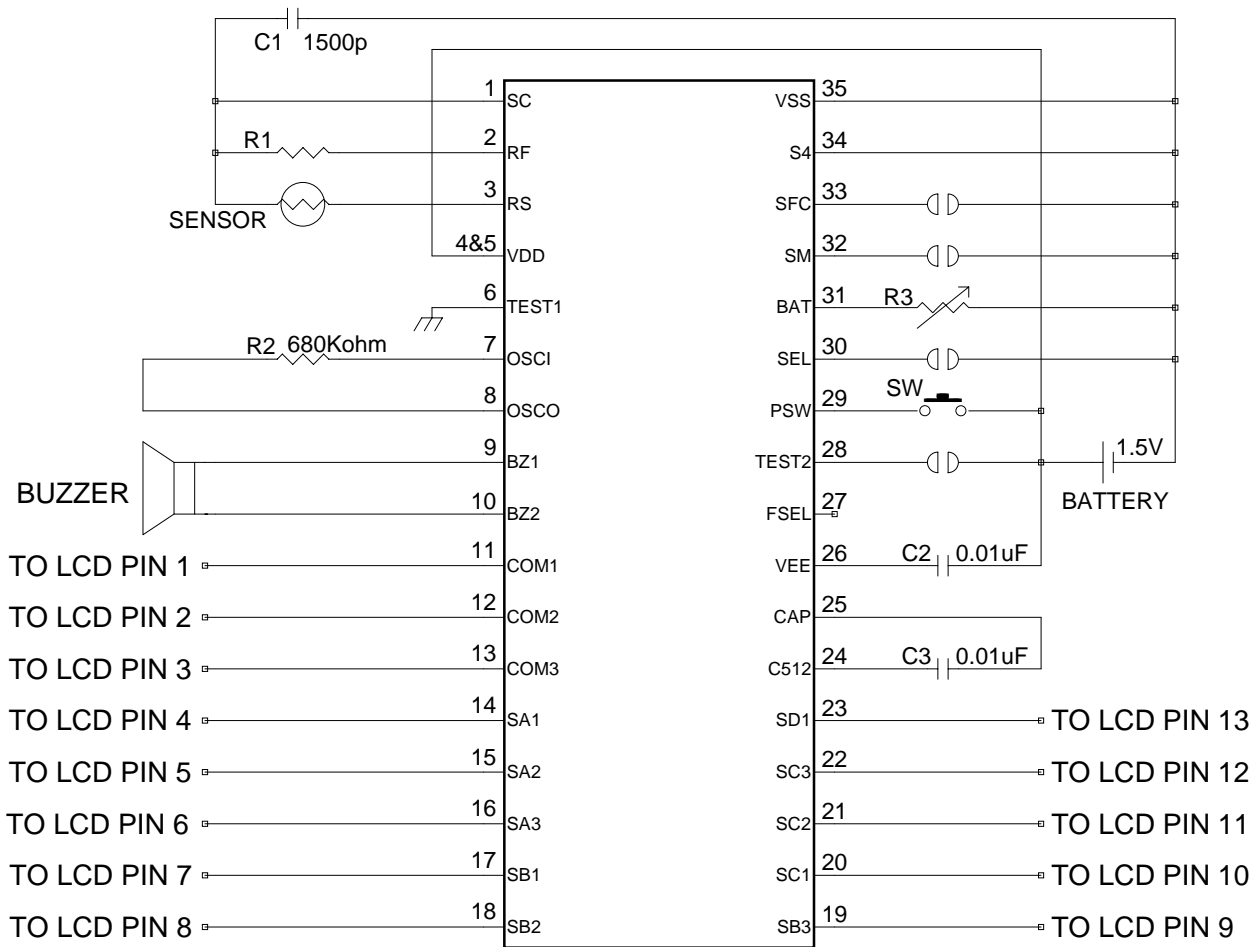 C1 1500p
1 SC VSS 35
R1 2 RF S4 34
3 RS SFC 33
SENSOR
4&5 VDD SM 32
6 TEST1 BAT 31 R3
R2 680Kohm 7 OSCI SEL 30
8 OSCO PSW 29 SW
9 BZ1 TEST2 28 1.5V
BUZZER BATTERY
10 BZ2 FSEL 27
TO LCD PIN 1 11 COM1 VEE 26 C2 0.01uF
TO LCD PIN 2 12 COM2 CAP 25
TO LCD PIN 3 13 COM3 C512 24 C3 0.01uF
TO LCD PIN 4 14 SA1 SD1 23 TO LCD PIN 13
TO LCD PIN 5 15 SA2 SC3 22 TO LCD PIN 12
TO LCD PIN 6 16 SA3 SC2 21 TO LCD PIN 11
TO LCD PIN 7 17 SB1 SC1 20 TO LCD PIN 10
TO LCD PIN 8 18 SB2 SB3 19 TO LCD PIN 9